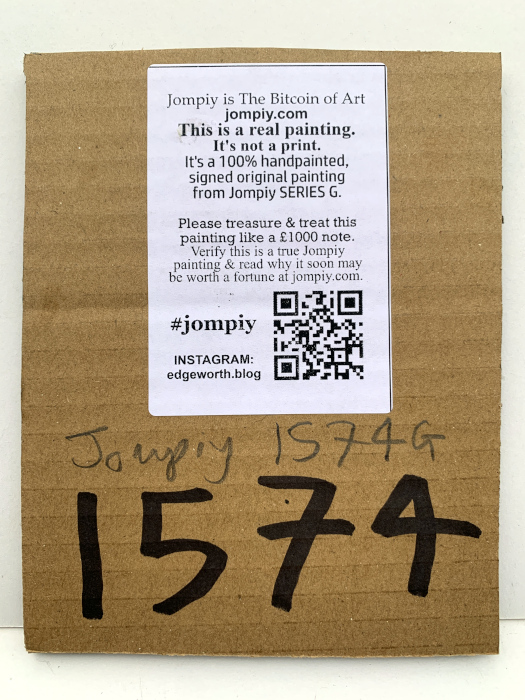 Jompiy is The Bitcoin of Art
jompiy.com
This is a real painting.
It's not a print.
It's a 100% handpainted,
signed original painting
from Jompiy SERIES G.
Please treasure & treat this
painting like a £1000 note.
Verify this is a true Jompiy
painting & read why it soon may
be worth a fortune at jompiy.com.
#jompiy
INSTAGRAM:
edgeworth.blog
Jompiy 1574G
1574